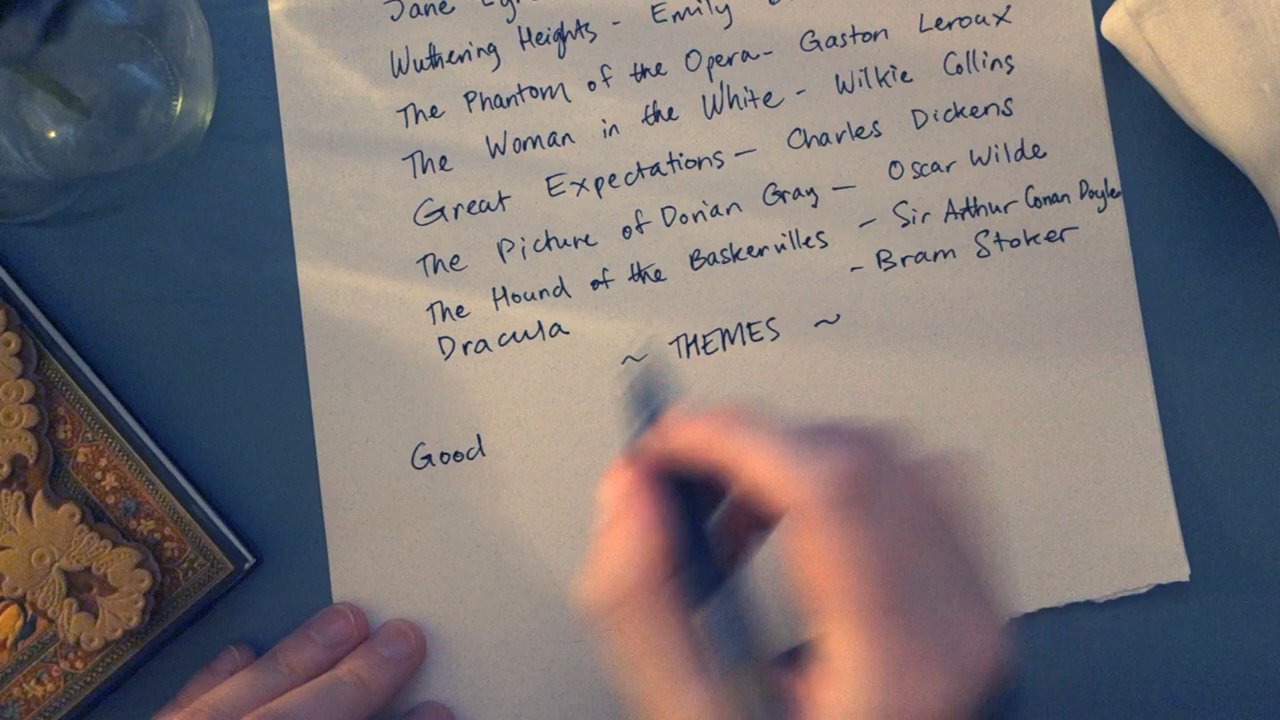 Jane
Wuthering Heights - Emily
The Phantom of the Opera - Gaston Leroux
The Woman in the White - Wilkie Collins
Great Expectations - Charles Dickens
The Picture of Dorian Gray - Oscar Wilde
The Hound of the Baskervilles - Sir Arthur Conan Doyle
Dracula - Bram Stoker
~ THEMES ~
Good